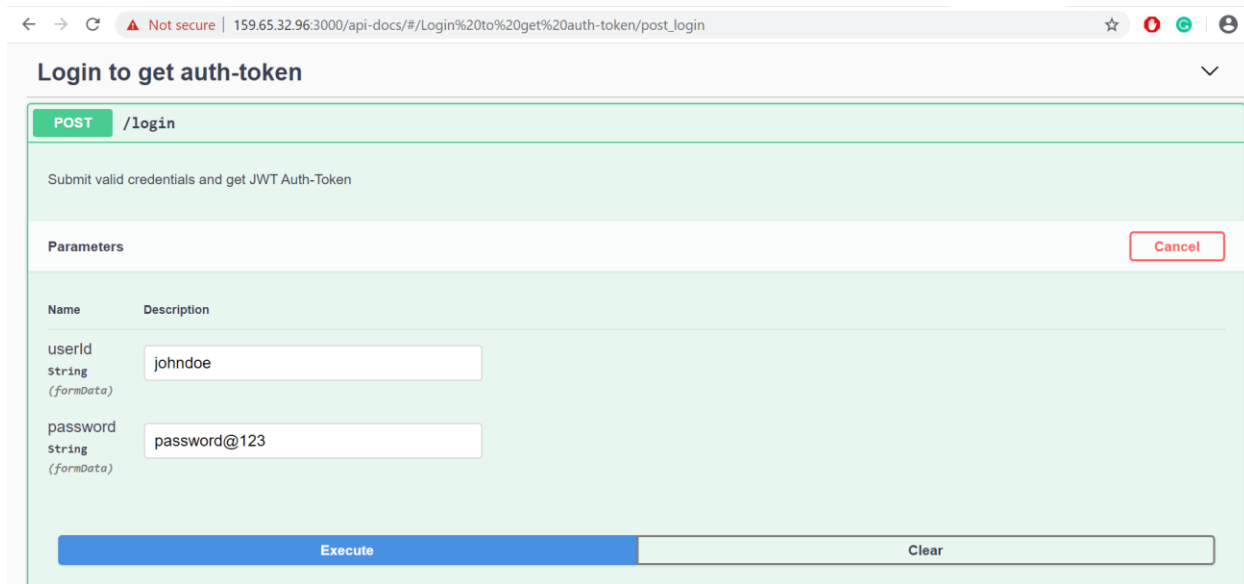 Not secure | 159.65.32.96:3000/api-docs/#/Login%20to%20get%20auth-token/post_login
Login to get auth-token
POST /login
Submit valid credentials and get JWT Auth-Token
Parameters Cancel
Name Description
userId
johndoe
String
(formData)
password
password@123
String
(formData)
Execute Clear